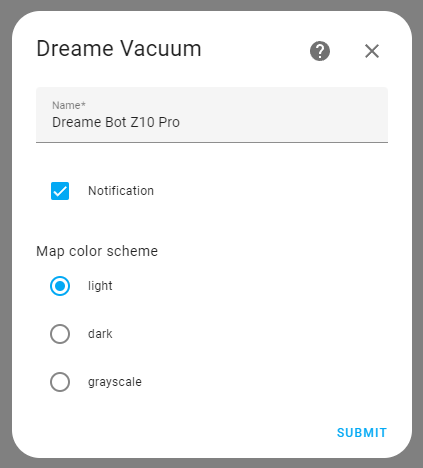 Dreame Vacuum
Name*
Dreame Bot Z10 Pro
Notification
Map color scheme
light
dark
grayscale
SUBMIT